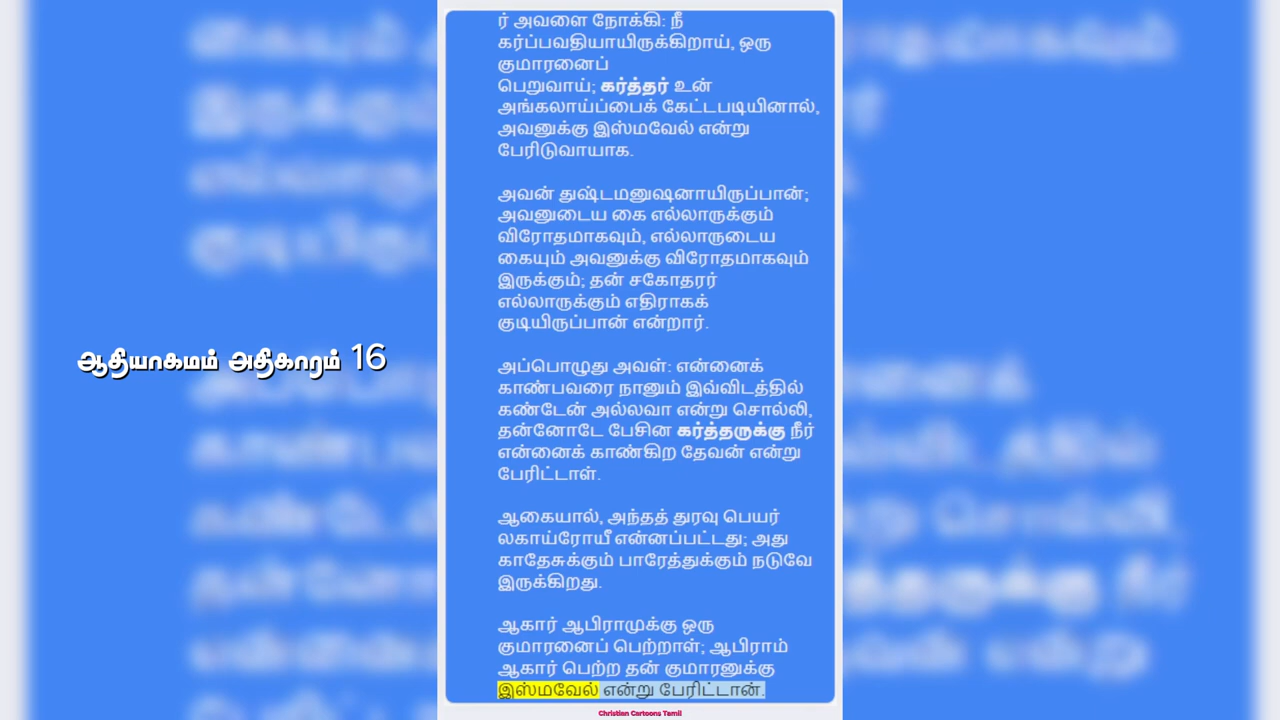 ர் அவளை நோக்கி: நீ
கர்ப்பவதியாயிருக்கிறாய், ஒரு
குமாரனைப்
பெறுவாய்; கர்த்தர் உன்
அங்கலாய்ப்பைக் கேட்டபடியினால்,
அவனுக்கு இஸ்மவேல் என்று
பேரிடுவாயாக.
அவன் துஷ்டமனுஷனாயிருப்பான்;
அவனுடைய கை எல்லாருக்கும்
விரோதமாகவும், எல்லாருடைய
கையும் அவனுக்கு விரோதமாகவும்
இருக்கும்; தன் சகோதரர்
எல்லாருக்கும் எதிராகக்
குடியிருப்பான் என்றார்.
ஆதியாகமம் அதிகாரம் 16
அப்பொழுது அவள்: என்னைக்
காண்பவரை நானும் இவ்விடத்தில்
கண்டேன் அல்லவா என்று சொல்லி,
தன்னோடே பேசின கர்த்தருக்கு நீர்
என்னைக் காண்கிற தேவன் என்று
பேரிட்டாள்.
ஆகையால், அந்தத் துரவு பெயர்
லகாய்ரோயீ என்னப்பட்டது; அது
காதேசுக்கும் பாரேத்துக்கும் நடுவே
இருக்கிறது.
ஆகார் ஆபிராமுக்கு ஒரு
குமாரனைப் பெற்றாள்; ஆபிராம்
ஆகார் பெற்ற தன் குமாரனுக்கு
இஸ்மவேல் என்று பேரிட்டான்.
Christian Cartoons Tamil